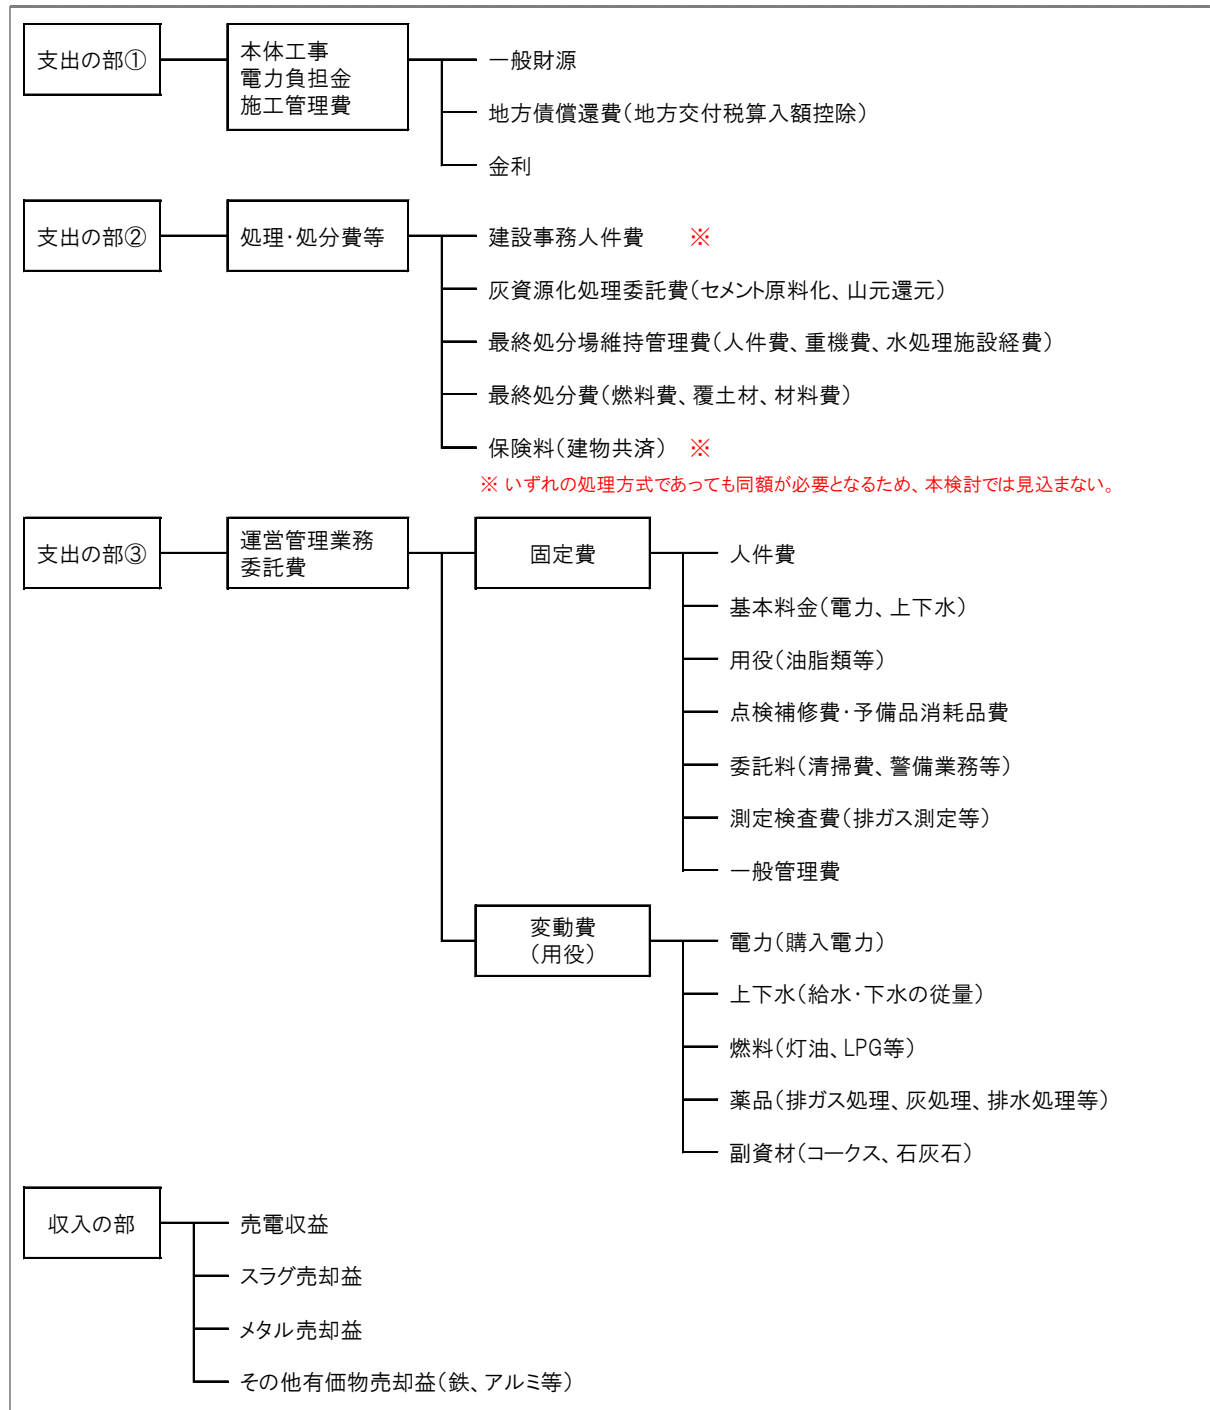 支出の部①
本体工事
電力負担金
施工管理費
一般財源
地方債償還費（地方交付税算入額控除）
金利
支出の部②
処理・処分費等
建設事務人件費 ※
灰資源化処理委託費（セメント原料化、山元還元）
最終処分場維持管理費（人件費、重機費、水処理施設経費）
最終処分費（燃料費、覆土材、材料費）
保険料（建物共済） ※
※ いずれの処理方式であっても同額が必要となるため、本検討では見込まない。
支出の部③
運営管理業務
委託費
固定費
人件費
基本料金（電力、上下水）
用役（油脂類等）
点検補修費・予備品消耗品費
委託料（清掃費、警備業務等）
測定検査費（排ガス測定等）
一般管理費
変動費
（用役）
電力（購入電力）
上下水（給水・下水の従量）
燃料（灯油、LPG等）
薬品（排ガス処理、灰処理、排水処理等）
副資材（コークス、石灰石）
収入の部
売電収益
スラグ売却益
メタル売却益
その他有価物売却益（鉄、アルミ等）